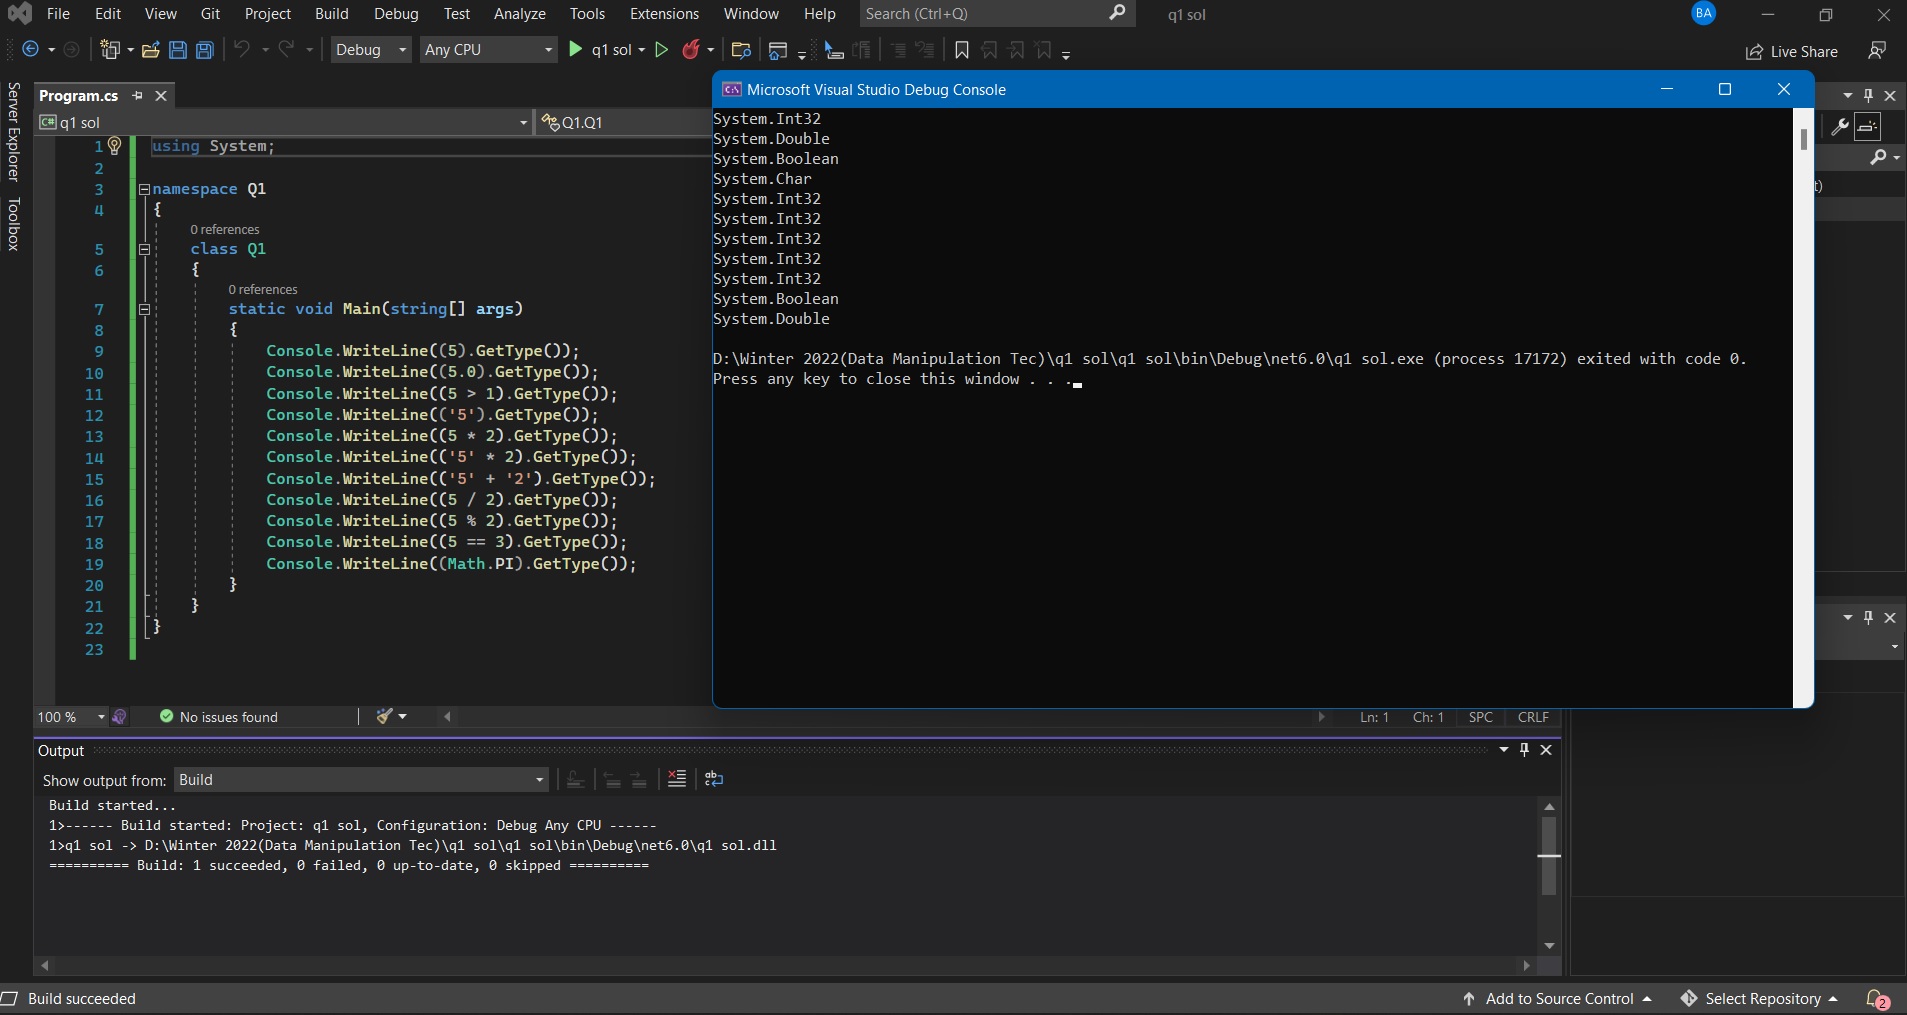 File Edit View Git Project Build Debug Test Analyze Tools Extensions Window Help Search (Ctrl+Q) q1 sol BA
Debug Any CPU q1 sol Live Share
Server Explorer
Toolbox
Program.cs
q1 sol Q1.Q1
1 using System;
2
3 namespace Q1
4 {
0 references
5 class Q1
6 {
0 references
7 static void Main(string[] args)
8 {
9 Console.WriteLine((5).GetType());
10 Console.WriteLine((5.0).GetType());
11 Console.WriteLine((5 > 1).GetType());
12 Console.WriteLine(('5').GetType());
13 Console.WriteLine((5 * 2).GetType());
14 Console.WriteLine(('5' * 2).GetType());
15 Console.WriteLine(('5' + '2').GetType());
16 Console.WriteLine((5 / 2).GetType());
17 Console.WriteLine((5 % 2).GetType());
18 Console.WriteLine((5 == 3).GetType());
19 Console.WriteLine((Math.PI).GetType());
20 }
21 }
22 }
23
Microsoft Visual Studio Debug Console
System.Int32
System.Double
System.Boolean
System.Char
System.Int32
System.Int32
System.Int32
System.Int32
System.Int32
System.Boolean
System.Double
D:\Winter 2022(Data Manipulation Tec)\q1 sol\q1 sol\bin\Debug\net6.0\q1 sol.exe (process 17172) exited with code 0.
Press any key to close this window . . .
t)
100 % No issues found Ln: 1 Ch: 1 SPC CRLF
Output
Show output from: Build
Build started...
1>------ Build started: Project: q1 sol, Configuration: Debug Any CPU ------
1>q1 sol -> D:\Winter 2022(Data Manipulation Tec)\q1 sol\q1 sol\bin\Debug\net6.0\q1 sol.dll
========== Build: 1 succeeded, 0 failed, 0 up-to-date, 0 skipped ==========
Build succeeded Add to Source Control Select Repository 2